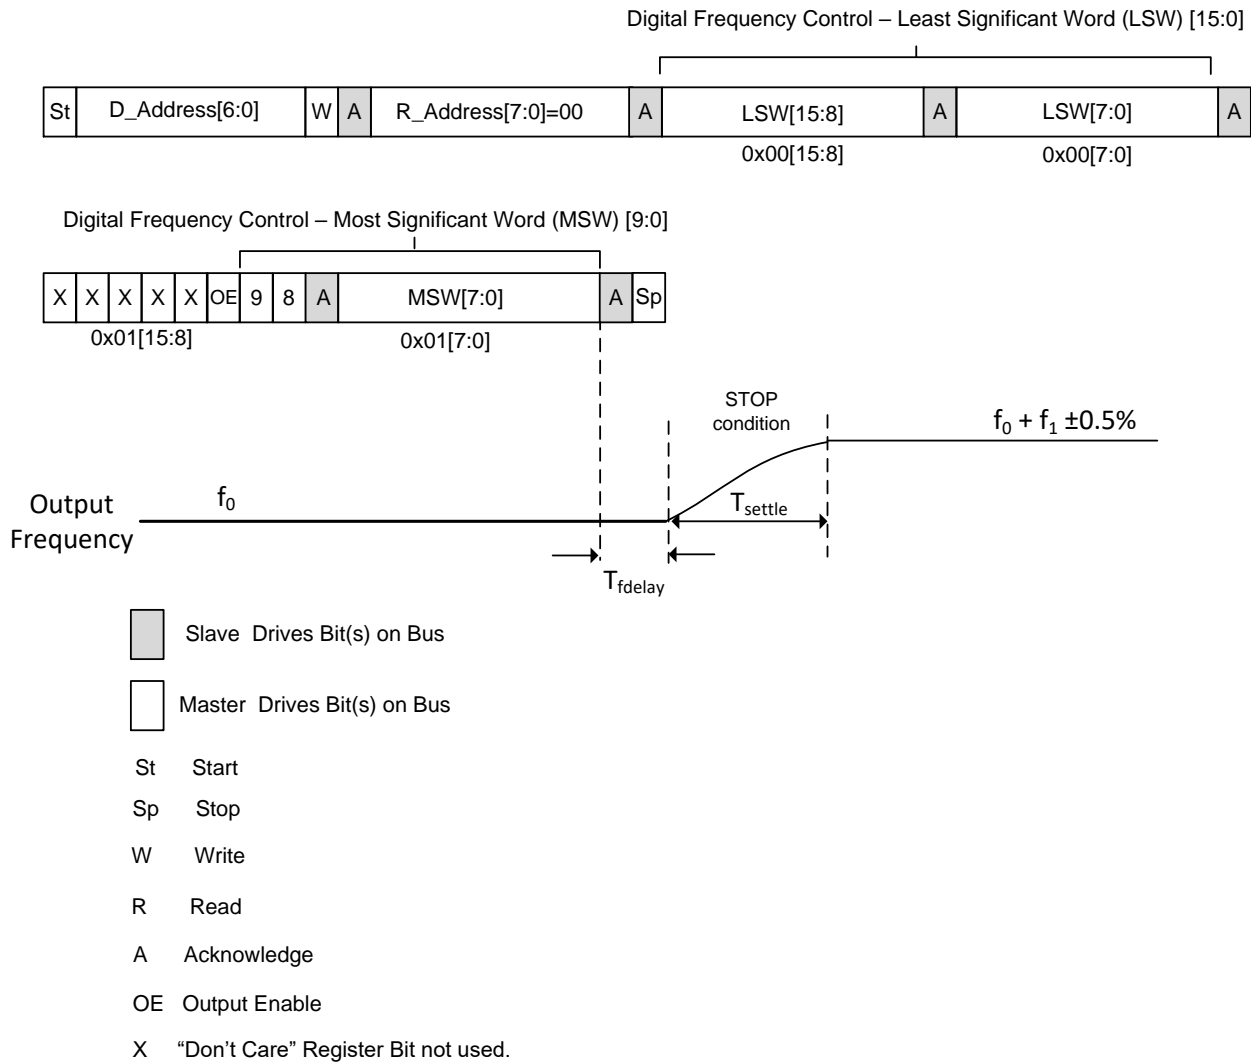 Digital Frequency Control – Least Significant Word (LSW) [15:0]
St D_Address[6:0] W A R_Address[7:0]=00 A LSW[15:8] A LSW[7:0] A
0x00[15:8] 0x00[7:0]
Digital Frequency Control – Most Significant Word (MSW) [9:0]
X X X X X OE 9 8 A MSW[7:0] A Sp
0x01[15:8] 0x01[7:0]
STOP
condition
f0 + f1 ±0.5%
Output
Frequency
f0
Tsettle
Tfdelay
Slave Drives Bit(s) on Bus
Master Drives Bit(s) on Bus
St Start
Sp Stop
W Write
R Read
A Acknowledge
OE Output Enable
X “Don’t Care” Register Bit not used.